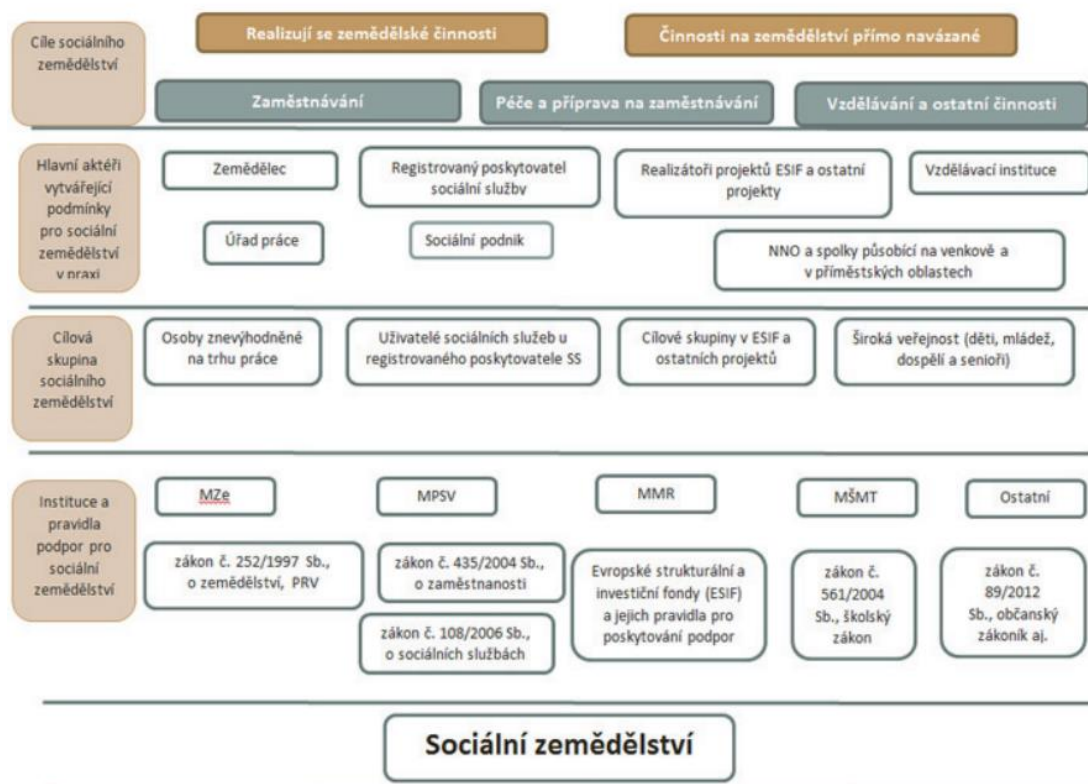 Cíle sociálního
zemědělství
Realizují se zemědělské činnosti
Činnosti na zemědělství přímo navázané
Zaměstnávání
Péče a příprava na zaměstnávání
Vzdělávání a ostatní činnosti
Hlavní aktéři
vytvářející
podmínky
pro sociální
zemědělství
v praxi
Zemědělec
Registrovaný poskytovatel
sociální služby
Realizátoři projektů ESIF a ostatní
projekty
Vzdělávací instituce
Úřad práce
Sociální podnik
NNO a spolky působící na venkově a
v příměstských oblastech
Cílová
skupina
sociálního
zemědělství
Osoby znevýhodněné
na trhu práce
Uživatelé sociálních služeb u
registrovaného poskytovatele SS
Cílové skupiny v ESIF a
ostatních projektů
Široká veřejnost (děti, mládež,
dospělí a senioři)
Instituce a
pravidla
podpor pro
sociální
zemědělství
MZe
MPSV
MMR
MŠMT
Ostatní
zákon č. 252/1997 Sb.,
o zemědělství, PRV
zákon č. 435/2004 Sb.,
o zaměstnanosti
zákon č. 108/2006 Sb.,
o sociálních službách
Evropské strukturální a
investiční fondy (ESIF)
a jejich pravidla pro
poskytování podpor
zákon č.
561/2004
Sb., školský
zákon
zákon č.
89/2012
Sb., občanský
zákoník aj.
Sociální zemědělství